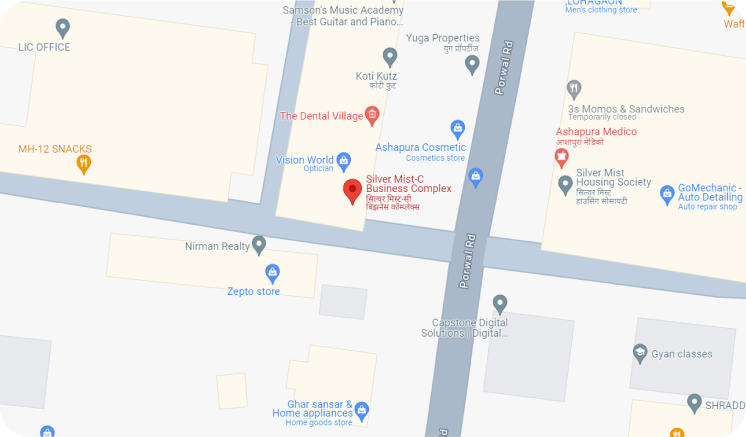 LOHAGAON
Men's clothing store
Samson's Music Academy
- Best Guitar and Piano...
Waff
LIC OFFICE
Yuga Properties
युग प्रॉपर्टीज
Porwal Rd
Koti Kutz
कोटी कुट
The Dental Village
3s Momos & Sandwiches
Temporarily closed
Ashapura Medico
आशापुरा मेडिको
Ashapura Cosmetic
Cosmetics store
MH-12 SNACKS
Vision World
Optician
Silver Mist-C
Business Complex
सिल्वर मिस्ट-सी
बिझनेस कॉम्प्लेक्स
Silver Mist
Housing Society
सिल्वर मिस्ट
हाउसिंग सोसायटी
GoMechanic -
Auto Detailing
Auto repair shop
Nirman Realty
Porwal Rd
Zepto store
Capstone Digital
Solutions | Digital...
Gyan classes
Ghar sansar &
Home appliances
Home goods store
SHRADD
Rd